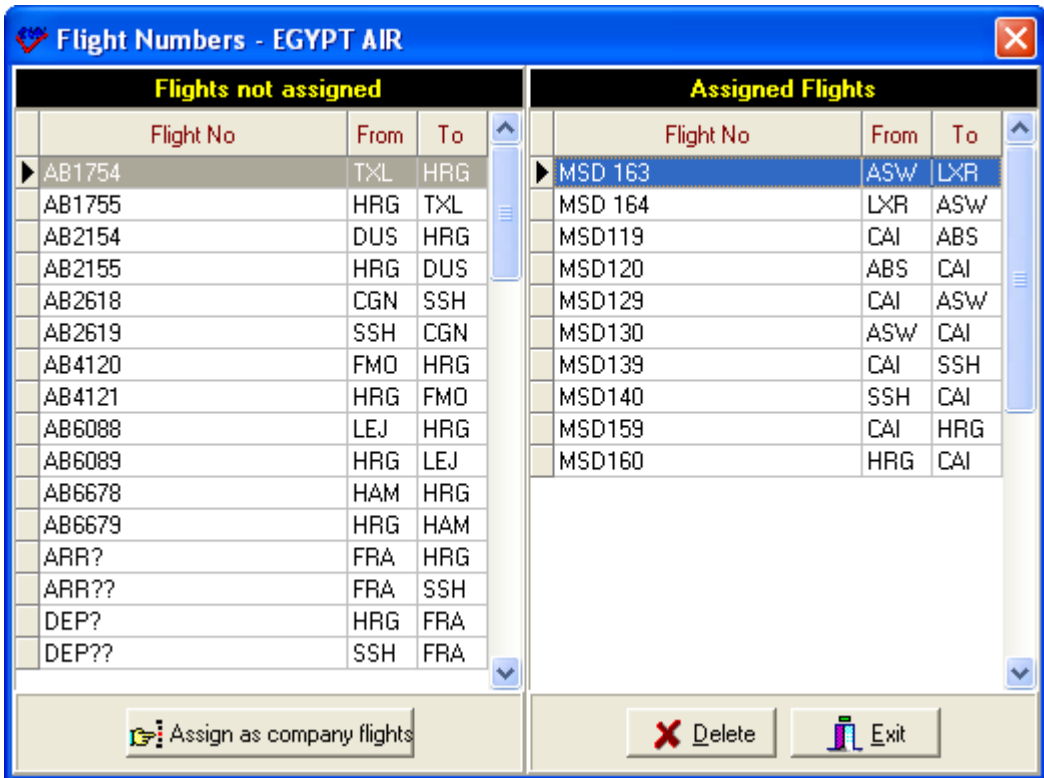 Flight Numbers - EGYPT AIR
Flights not assigned
Flight No From To
AB1754 TXL HRG
AB1755 HRG TXL
AB2154 DUS HRG
AB2155 HRG DUS
AB2618 CGN SSH
AB2619 SSH CGN
AB4120 FMO HRG
AB4121 HRG FMO
AB6088 LEJ HRG
AB6089 HRG LEJ
AB6678 HAM HRG
AB6679 HRG HAM
ARR? FRA HRG
ARR?? FRA SSH
DEP? HRG FRA
DEP?? SSH FRA
Assign as company flights
Assigned Flights
Flight No From To
MSD 163 ASW LXR
MSD 164 LXR ASW
MSD119 CAI ABS
MSD120 ABS CAI
MSD129 CAI ASW
MSD130 ASW CAI
MSD139 CAI SSH
MSD140 SSH CAI
MSD159 CAI HRG
MSD160 HRG CAI
Delete
Exit